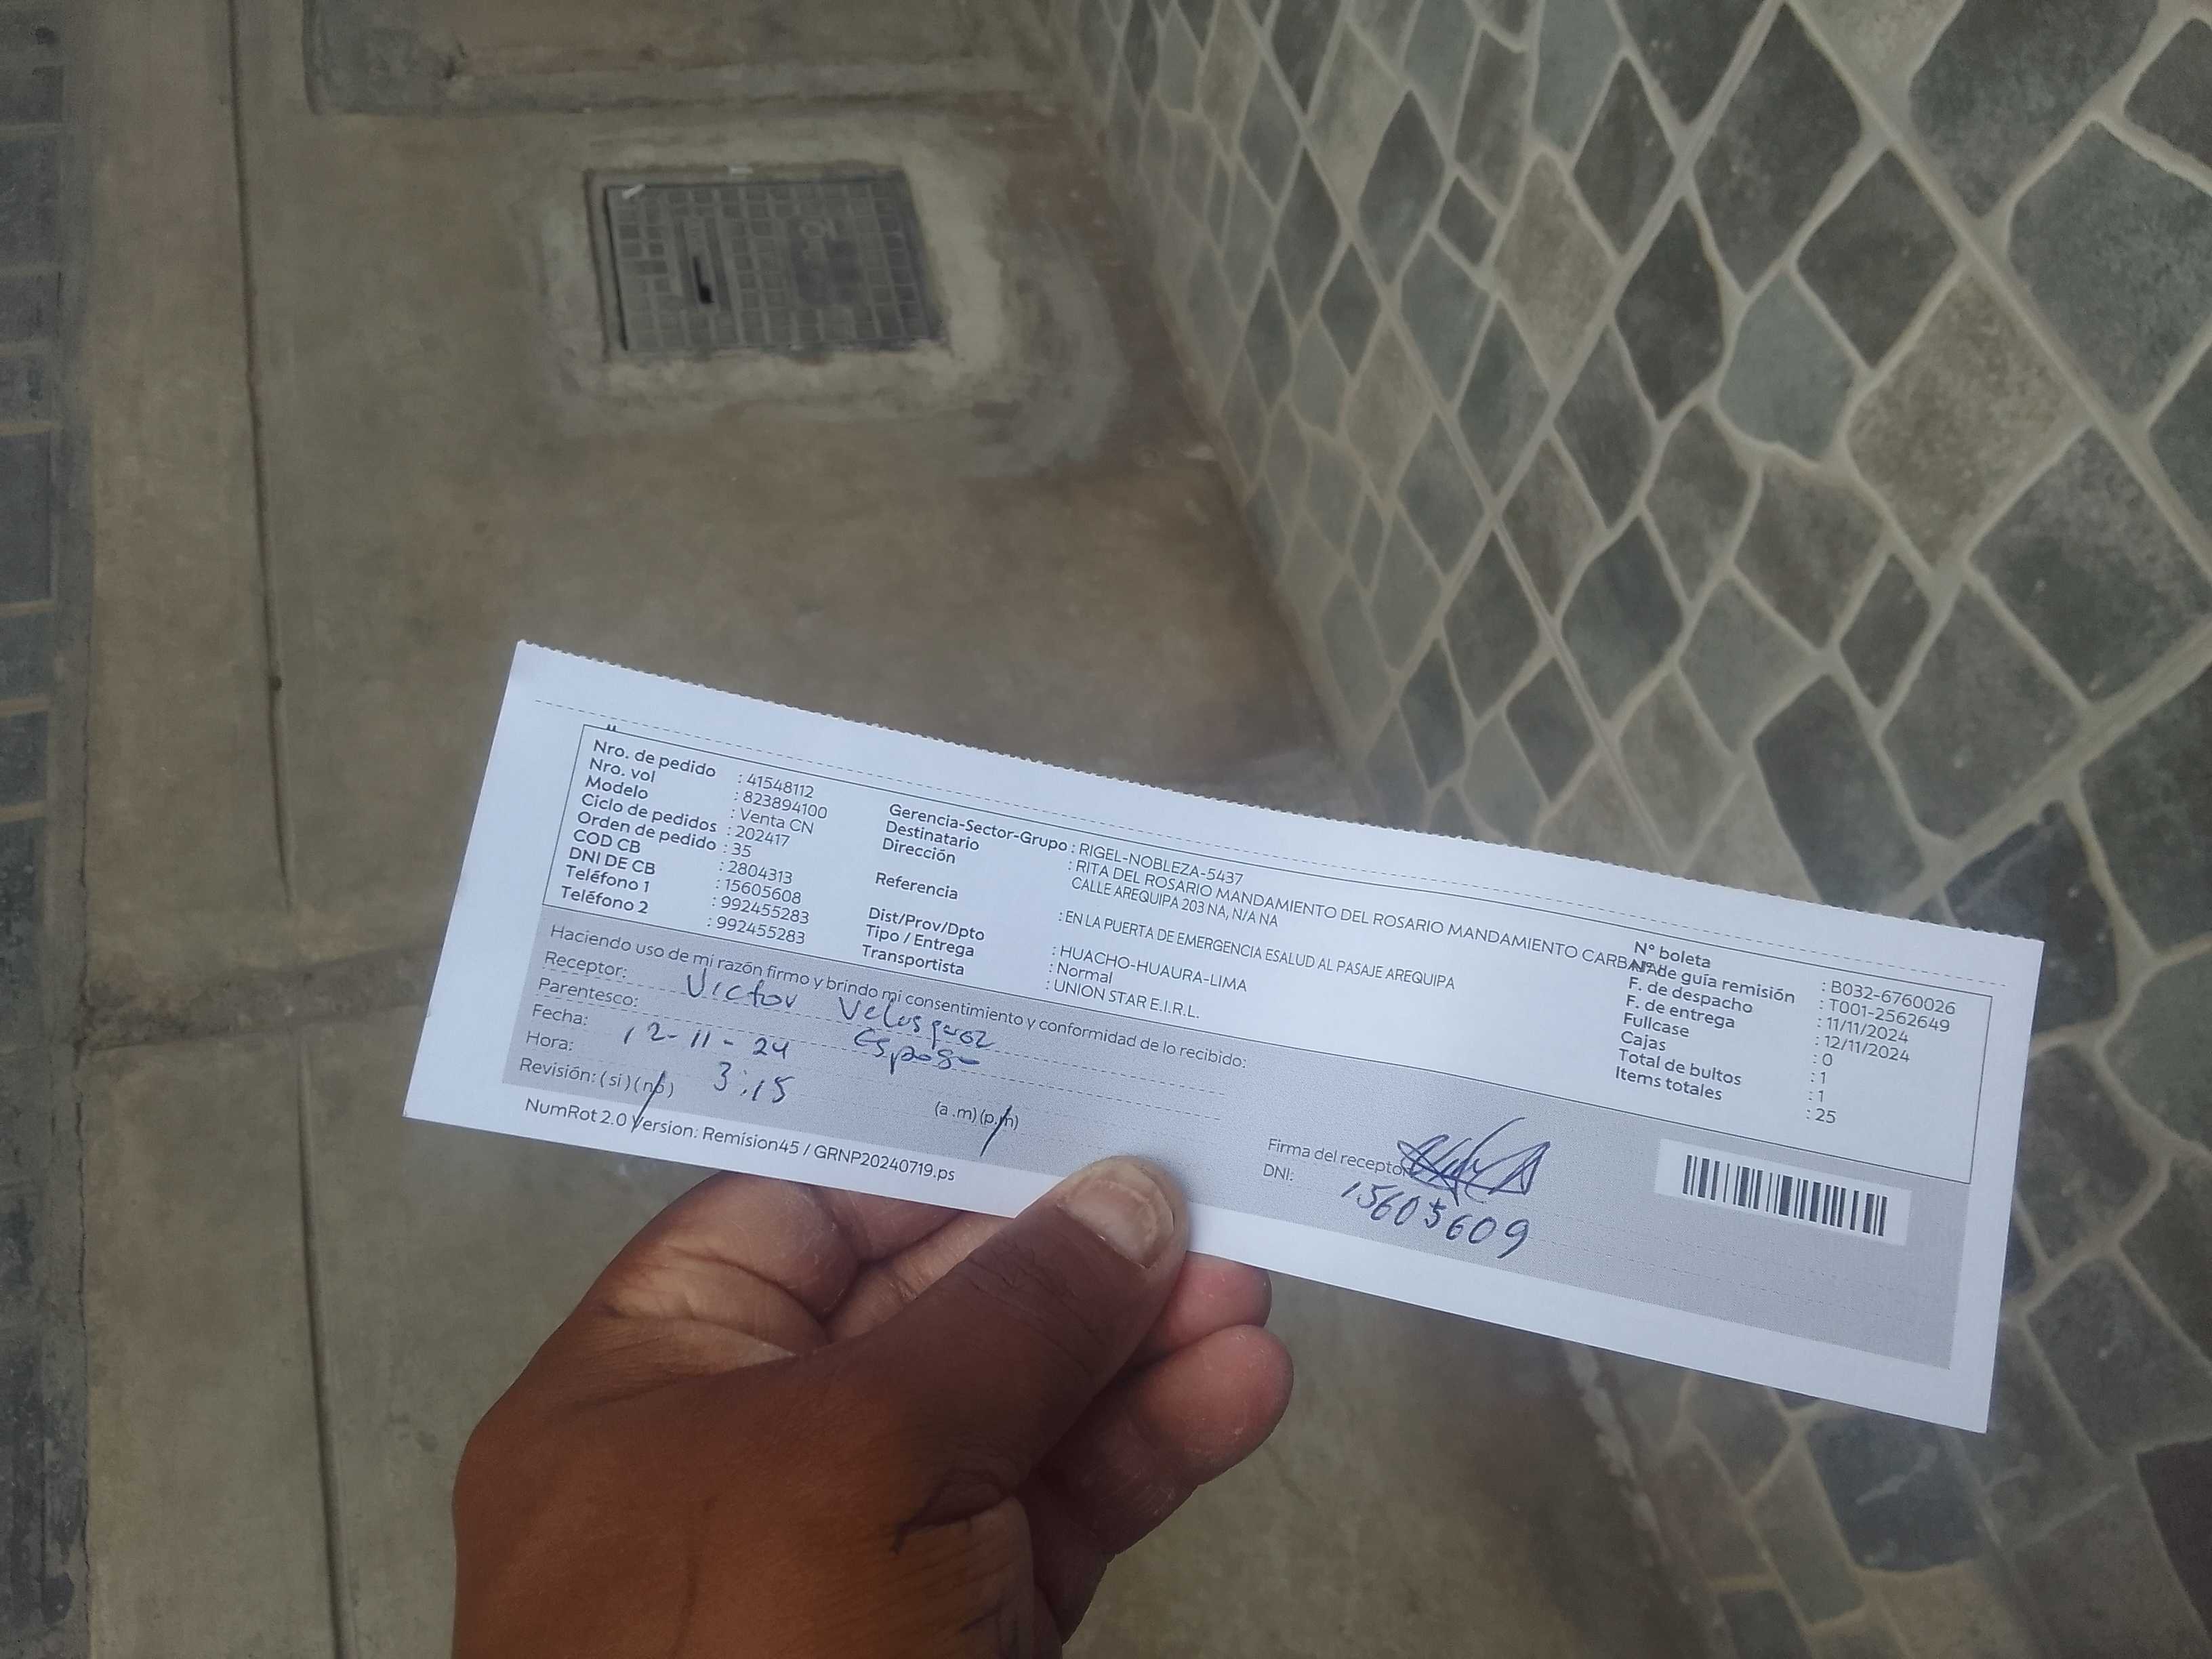 Nro. de pedido : 41548112
Nro. vol : 823894100
Modelo : Venta CN
Ciclo de pedidos : 202417
Orden de pedido : 35
COD CB : 2804313
DNI DE CB : 15605608
Teléfono 1 : 992455283
Teléfono 2 : 992455283
Gerencia-Sector-Grupo : RIGEL-NOBLEZA-5437
Destinatario : RITA DEL ROSARIO MANDAMIENTO DEL ROSARIO MANDAMIENTO
Dirección CALLE AREQUIPA 203 NA, N/A NA
Referencia : EN LA PUERTA DE EMERGENCIA ESALUD AL PASAJE AREQUIPA
Dist/Prov/Dpto : HUACHO-HUAURA-LIMA
Tipo / Entrega : Normal
Transportista : UNION STAR E.I.R.L.
N° boleta : B032-6760026
N° de guía remisión : T001-2562649
F. de despacho : 11/11/2024
F. de entrega : 12/11/2024
Fullcase : 0
Cajas : 1
Total de bultos : 1
Items totales : 25
Haciendo uso de mi razón firmo y brindo mi consentimiento y conformidad de lo recibido:
Receptor: Victor
Parentesco: Esposo
Fecha: 12-11-24
Hora: 3:15 (a.m)(p.m)
Revisión: (si)(no)
Firma del receptor
DNI: 15605609
NumRot 2.0 Version: Remision45 / GRNP20240719.ps